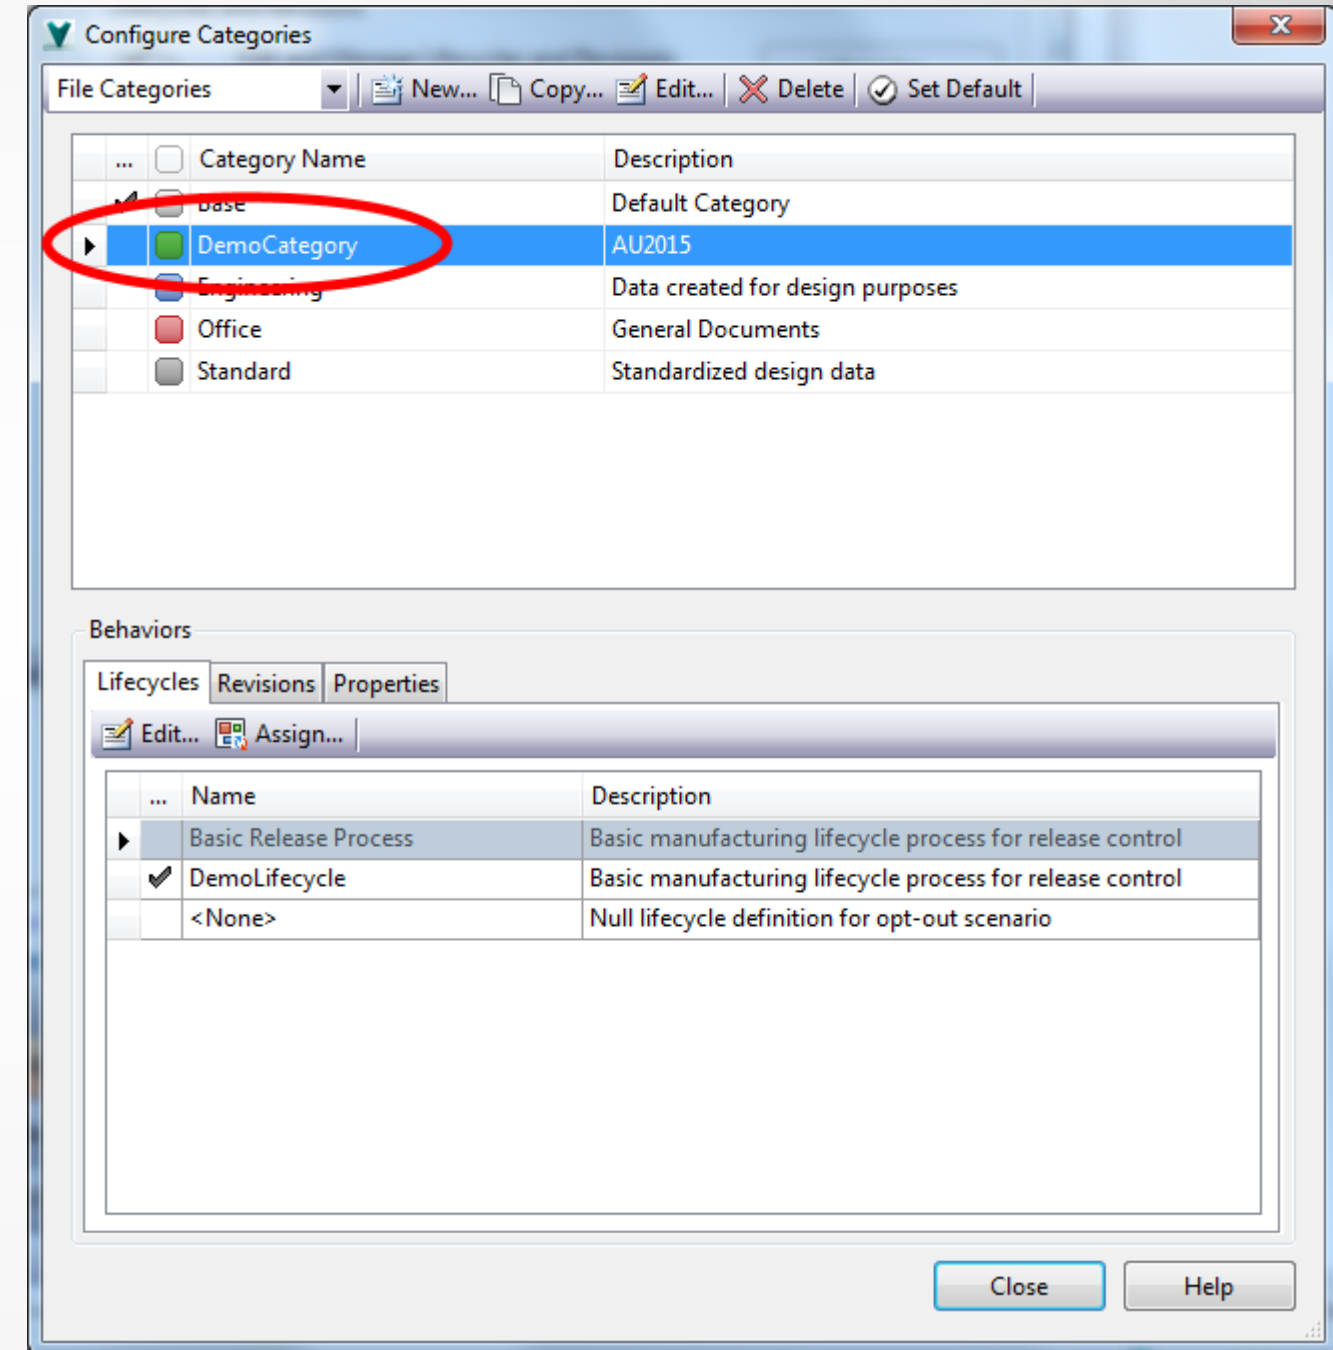 Configure Categories
File Categories New... Copy... Edit... Delete Set Default
... Category Name Description
Base Default Category
DemoCategory AU2015
Engineering Data created for design purposes
Office General Documents
Standard Standardized design data
Behaviors
Lifecycles Revisions Properties
Edit... Assign...
... Name Description
Basic Release Process Basic manufacturing lifecycle process for release control
DemoLifecycle Basic manufacturing lifecycle process for release control
<None> Null lifecycle definition for opt-out scenario
Close Help